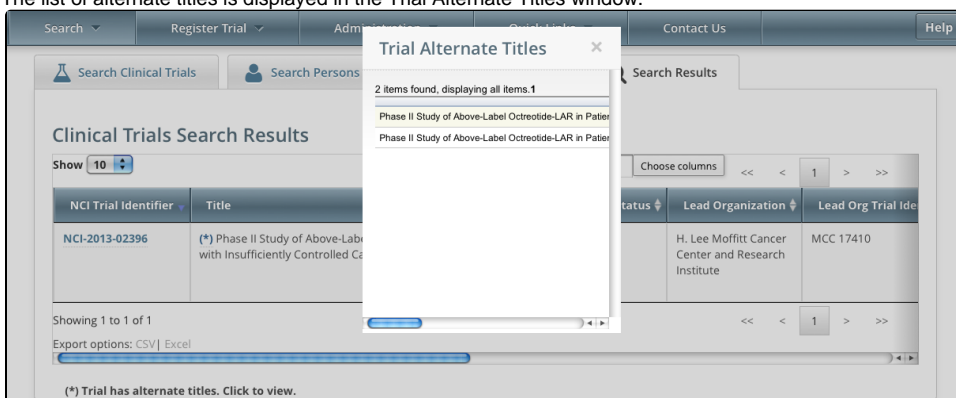 The list of alternate titles is displayed in the Trial Alternate Titles window.
Search Register Trial Contact Us Help
Trial Alternate Titles ×
Search Clinical Trials Search Persons Search Results
2 items found, displaying all items.1
Phase II Study of Above-Label Octreotide-LAR in Patien
Phase II Study of Above-Label Octreotide-LAR in Patien
Clinical Trials Search Results
Show 10 Choose columns << < 1 > >>
NCI Trial Identifier Title tatus Lead Organization Lead Org Trial Ide
NCI-2013-02396 (*) Phase II Study of Above-Labe H. Lee Moffitt Cancer MCC 17410
with Insufficiently Controlled Ca Center and Research
Institute
Showing 1 to 1 of 1 << < 1 > >>
Export options: CSV| Excel
(*) Trial has alternate titles. Click to view.